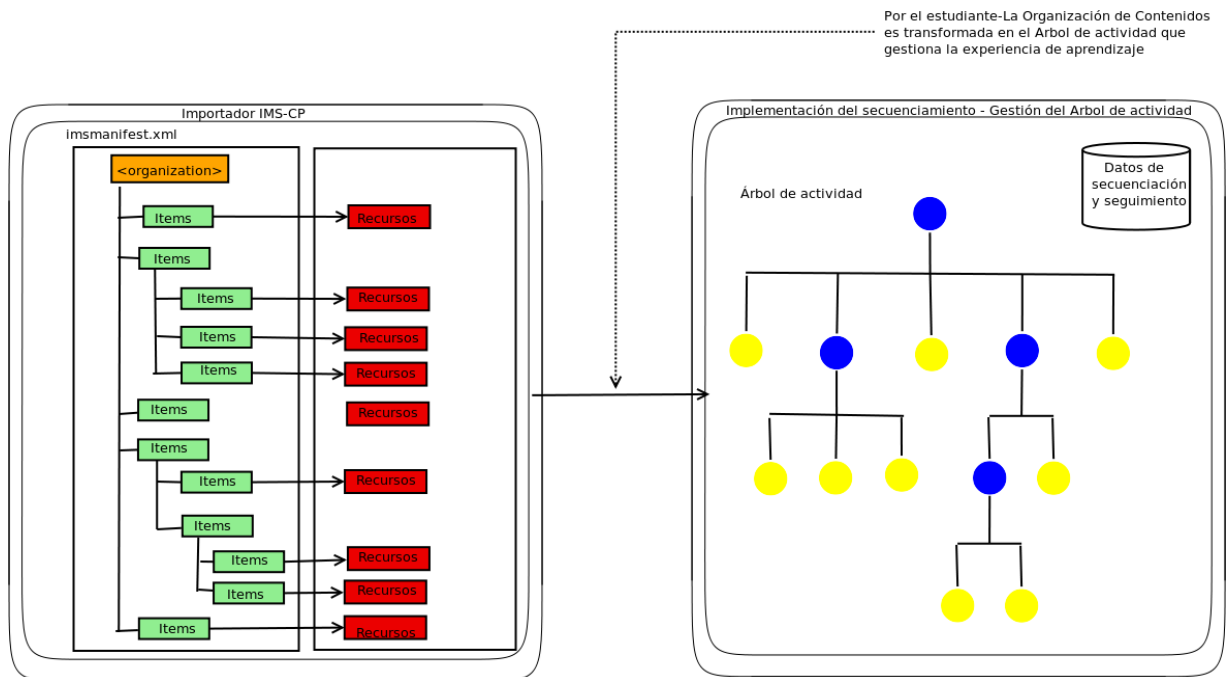 Por el estudiante-La Organización de Contenidos
es transformada en el Arbol de actividad que
gestiona la experiencia de aprendizaje
Importador IMS-CP
imsmanifest.xml
<organization>
Items
Recursos
Items
Items
Recursos
Items
Recursos
Items
Recursos
Items
Recursos
Items
Items
Recursos
Items
Items
Recursos
Items
Recursos
Items
Recursos
Implementación del secuenciamiento - Gestión del Arbol de actividad
Árbol de actividad
Datos de
secuenciación
y seguimiento